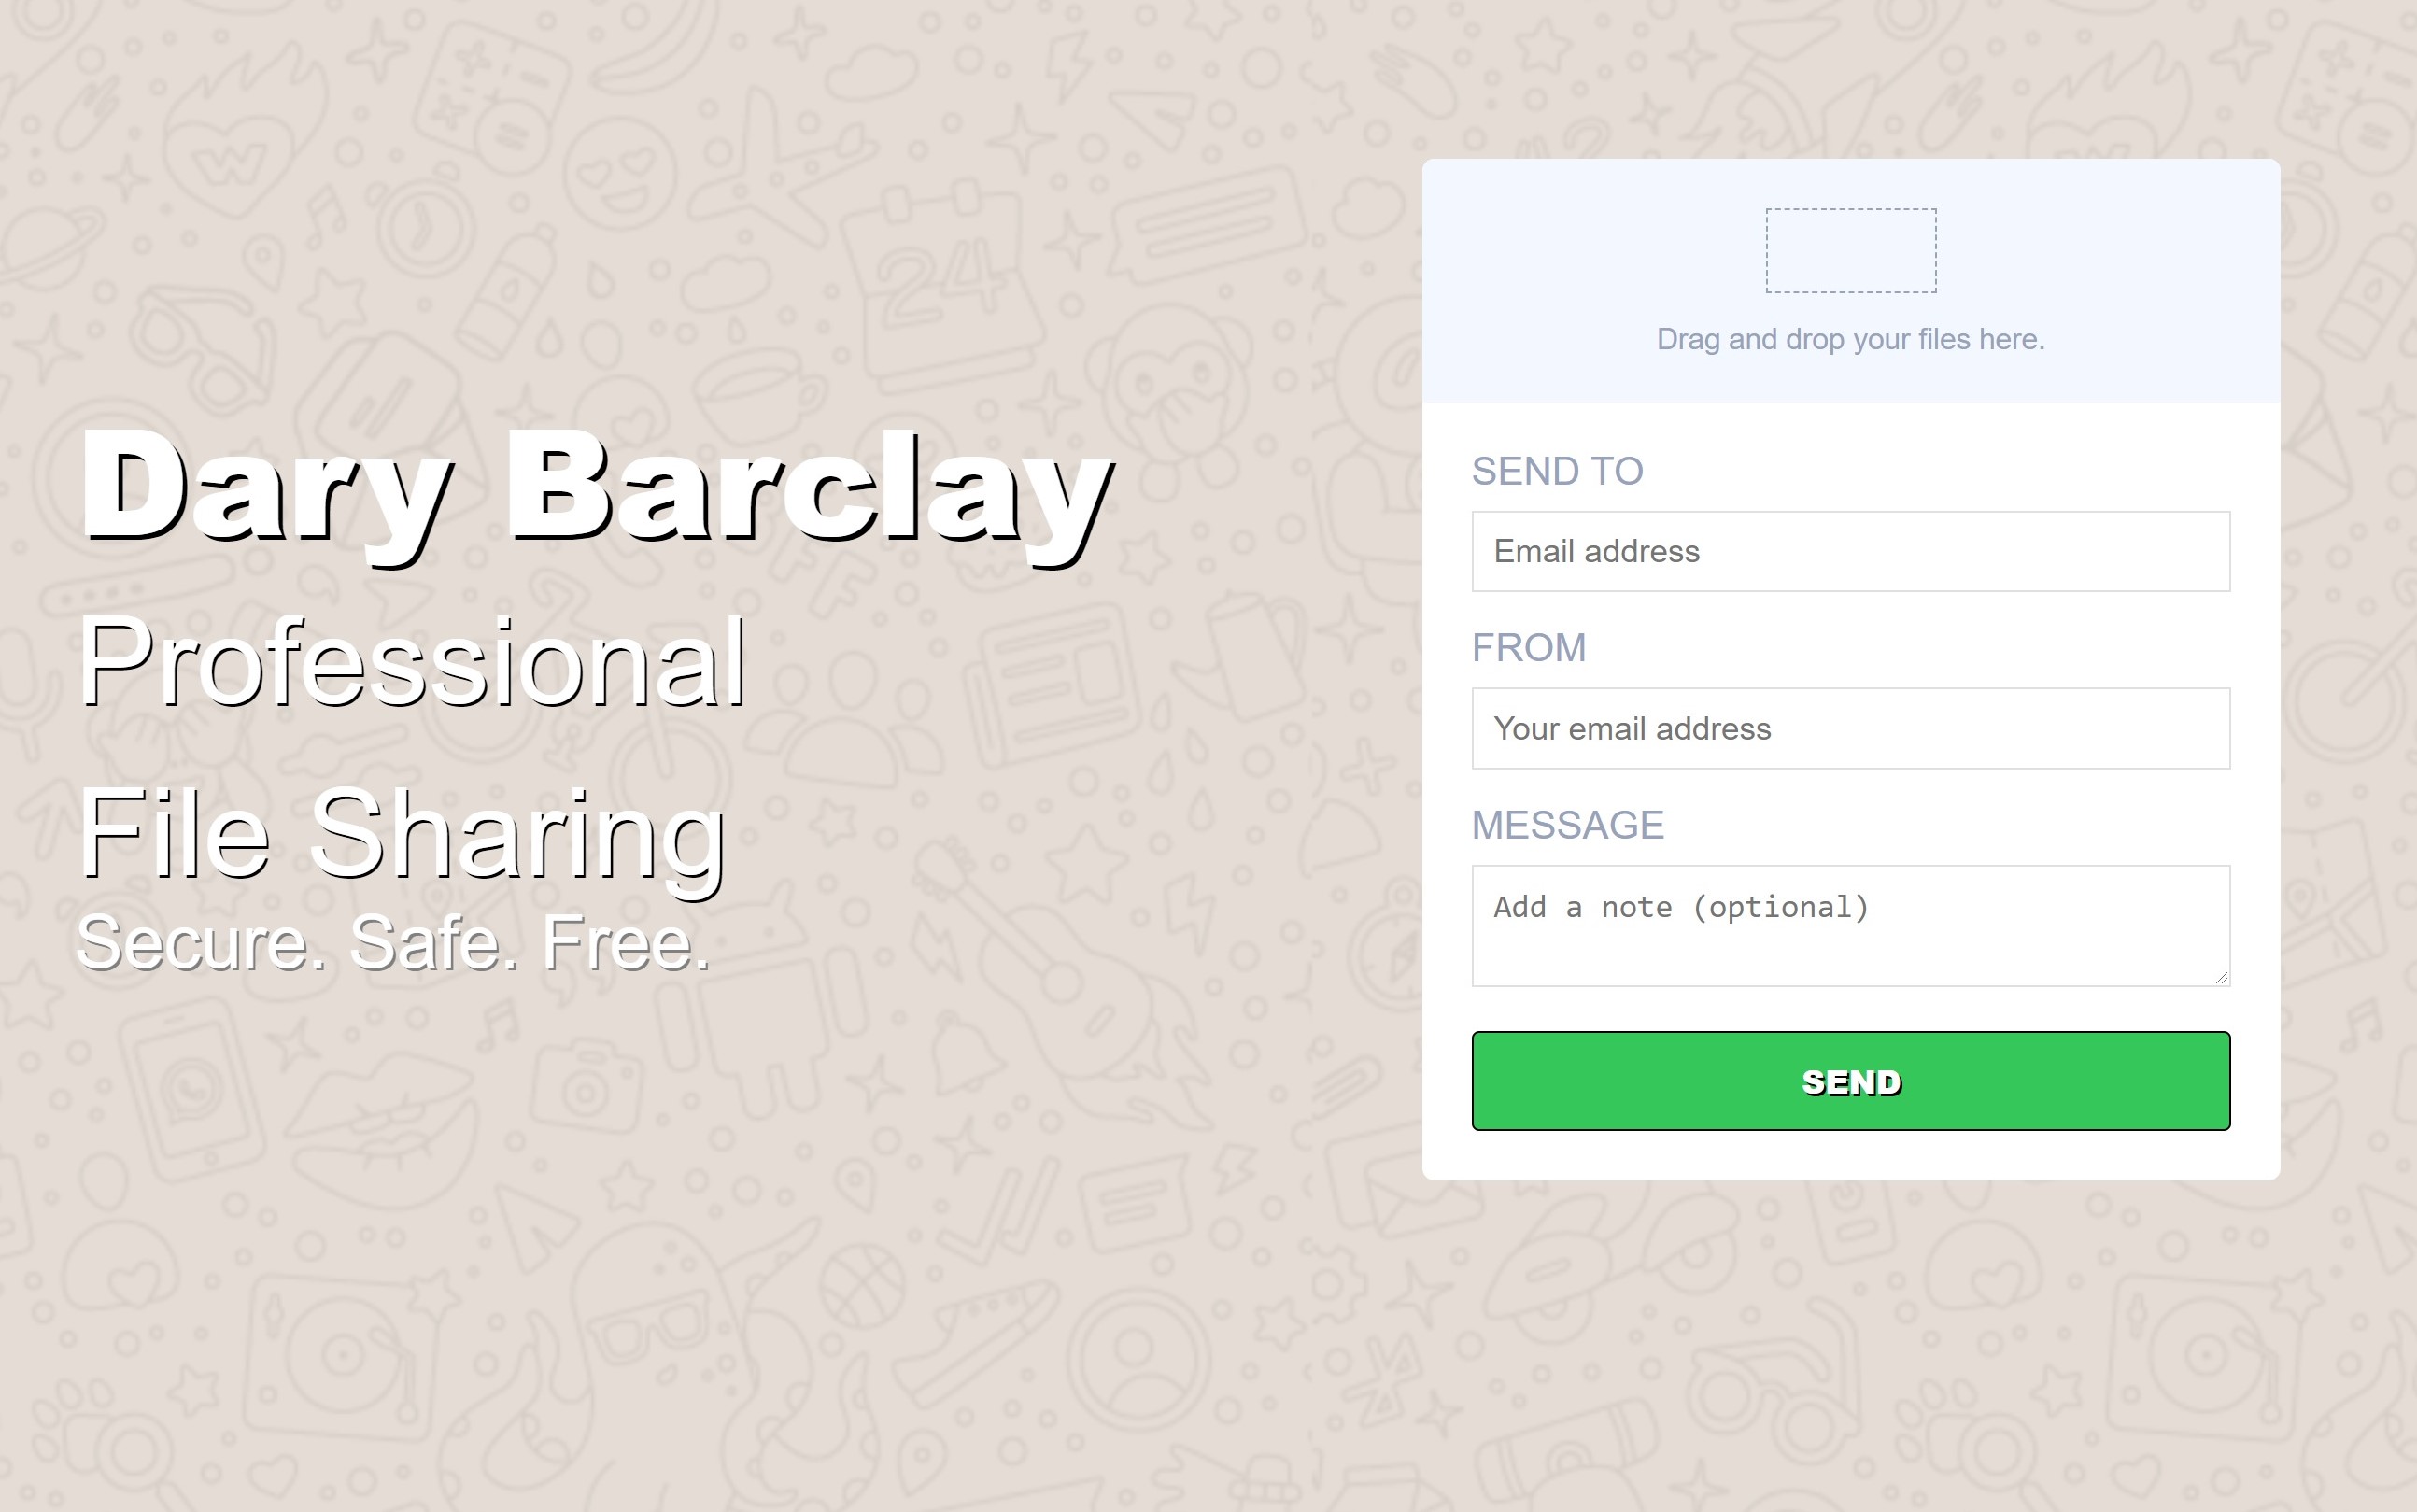 Dary Barclay
Professional
File Sharing
Secure. Safe. Free.
Drag and drop your files here.
SEND TO
Email address
FROM
Your email address
MESSAGE
Add a note (optional)
SEND
24